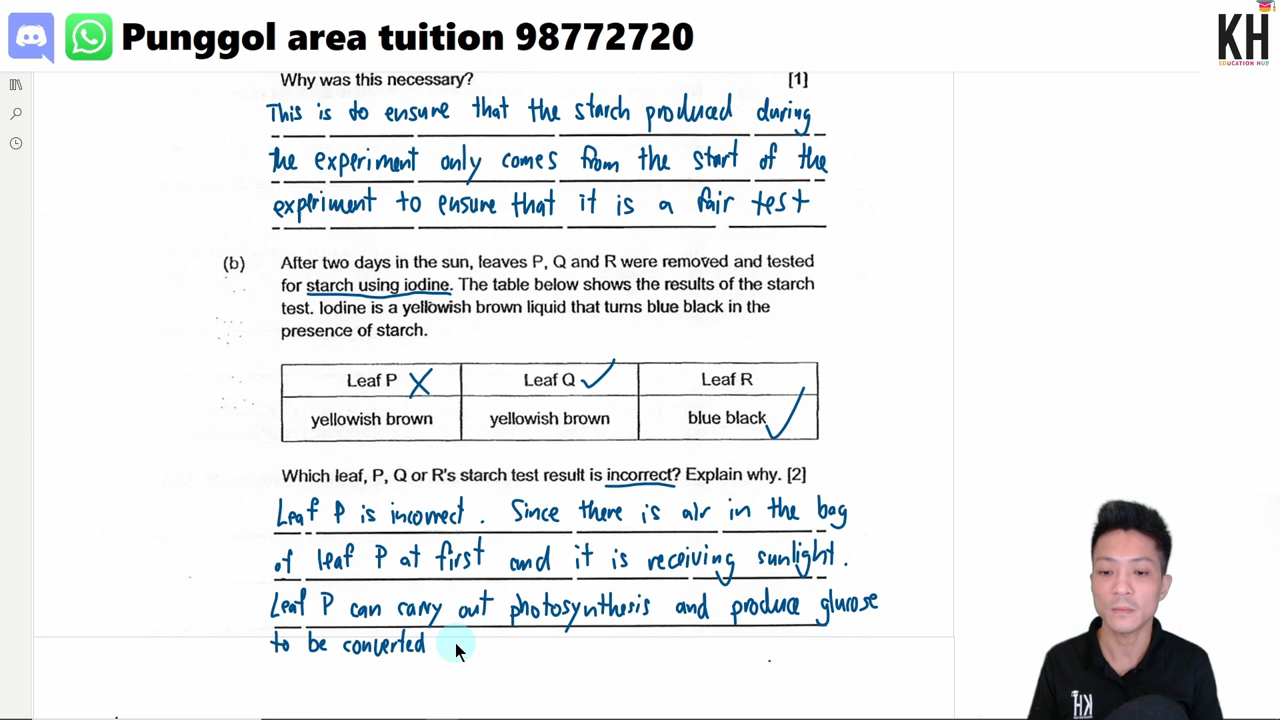 Punggol area tuition 98772720
KH
EDUCATION HUB
Why was this necessary? [1]
This is to ensure that the starch produced during
the experiment only comes from the start of the
experiment to ensure that it is a fair test
(b) After two days in the sun, leaves P, Q and R were removed and tested
for starch using iodine. The table below shows the results of the starch
test. Iodine is a yellowish brown liquid that turns blue black in the
presence of starch.
Leaf P Leaf Q Leaf R
yellowish brown yellowish brown blue black
Which leaf, P, Q or R's starch test result is incorrect? Explain why. [2]
Leaf P is incorrect. Since there is air in the bag
of leaf P at first and it is receiving sunlight.
Leaf P can carry out photosynthesis and produce glucose
to be converted
KH